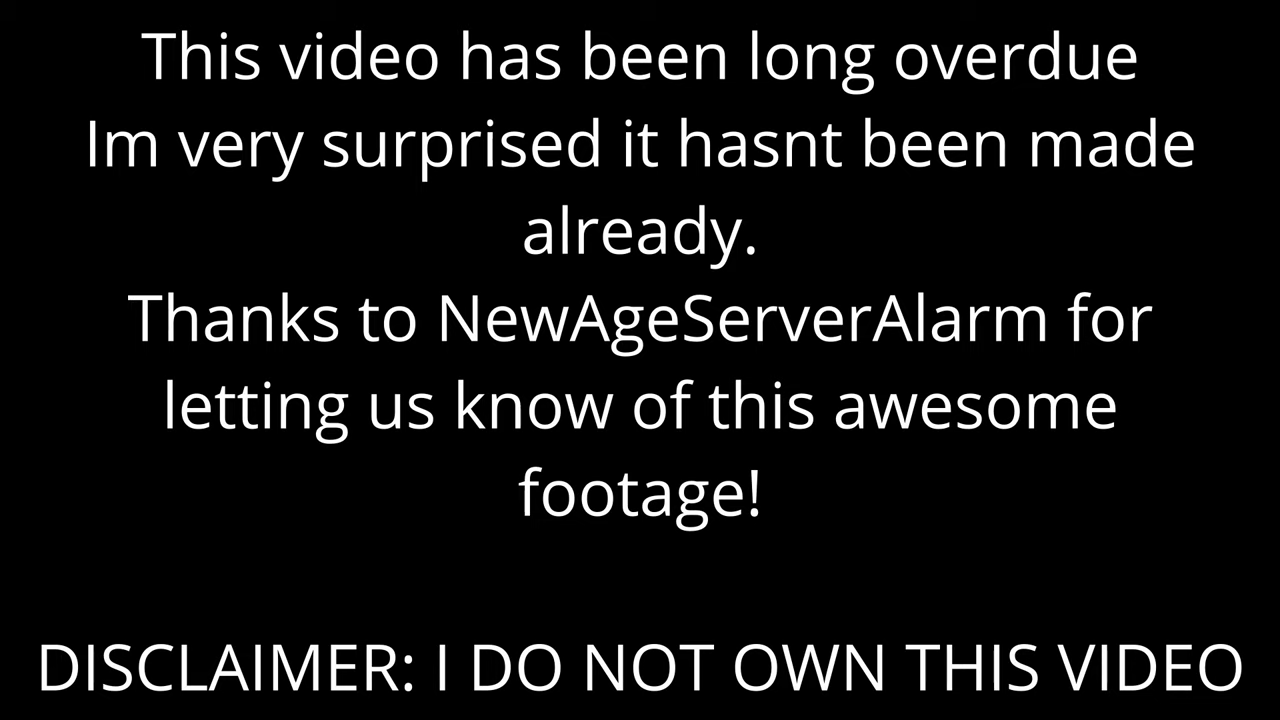 This video has been long overdue
Im very surprised it hasnt been made
already.
Thanks to NewAgeServerAlarm for
letting us know of this awesome
footage!
DISCLAIMER: I DO NOT OWN THIS VIDEO